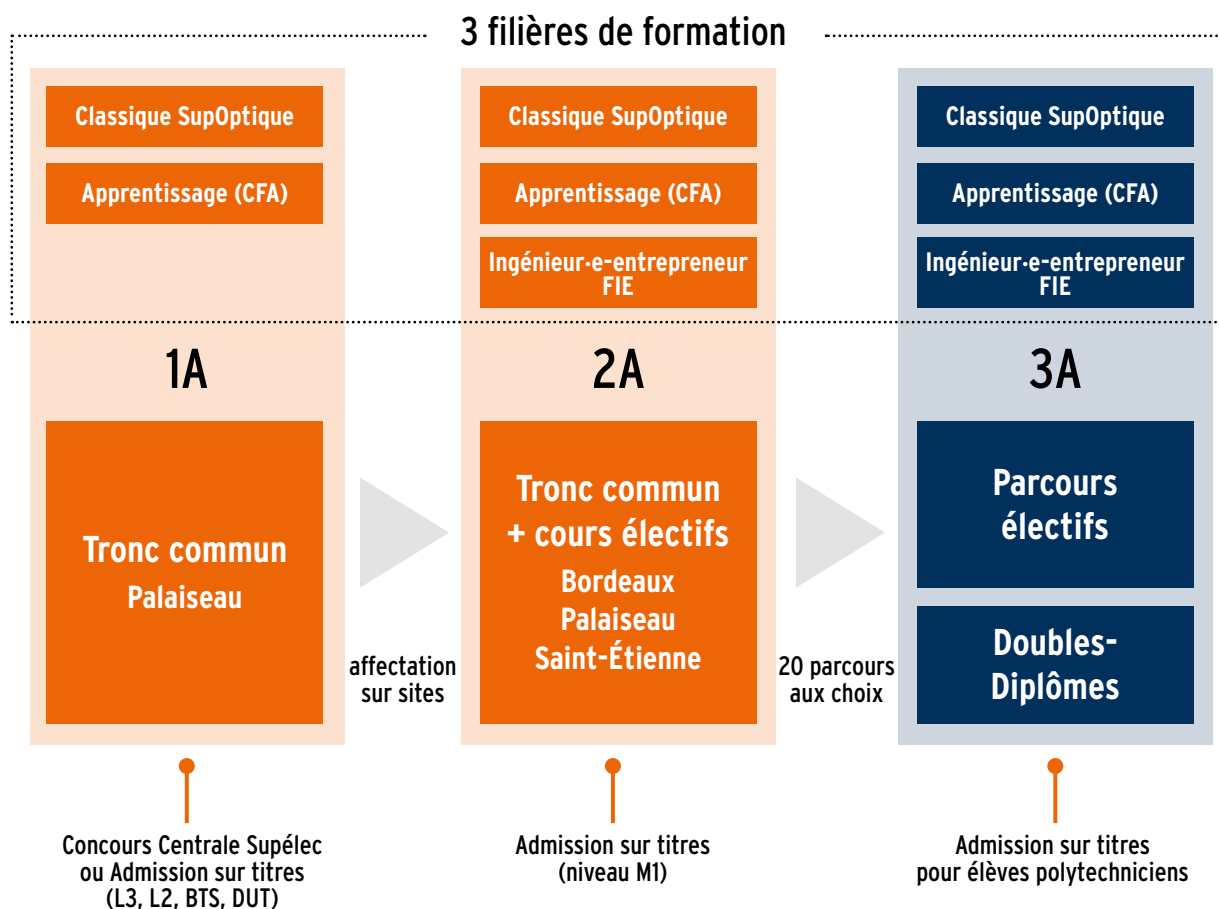 3 filières de formation
Classique SupOptique
Apprentissage (CFA)
Classique SupOptique
Apprentissage (CFA)
Ingénieur·e-entrepreneur
FIE
Classique SupOptique
Apprentissage (CFA)
Ingénieur·e-entrepreneur
FIE
1A
2A
3A
Tronc commun
Palaiseau
affectation
sur sites
Tronc commun
+ cours électifs
Bordeaux
Palaiseau
Saint-Étienne
20 parcours
aux choix
Parcours
électifs
Doubles-
Diplômes
Concours Centrale Supélec
ou Admission sur titres
(L3, L2, BTS, DUT)
Admission sur titres
(niveau M1)
Admission sur titres
pour élèves polytechniciens